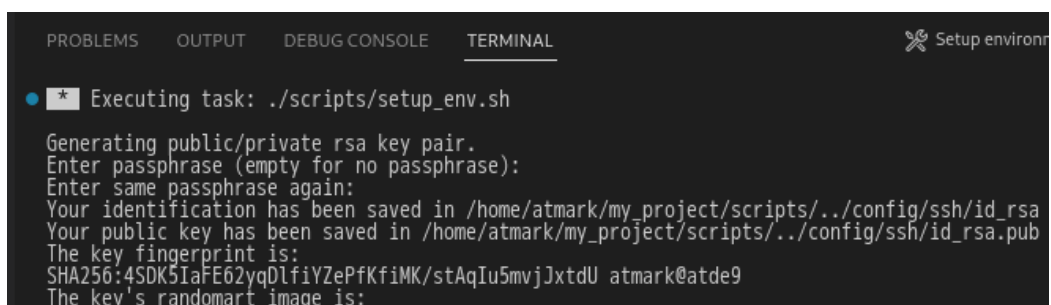 PROBLEMS OUTPUT DEBUG CONSOLE TERMINAL Setup environm
* Executing task: ./scripts/setup_env.sh
Generating public/private rsa key pair.
Enter passphrase (empty for no passphrase):
Enter same passphrase again:
Your identification has been saved in /home/atmark/my_project/scripts/../config/ssh/id_rsa
Your public key has been saved in /home/atmark/my_project/scripts/../config/ssh/id_rsa.pub
The key fingerprint is:
SHA256:4SDK5IaFE62yqDlfiYZePfKfiMK/stAqIu5mvjJxtdU atmark@atde9
The key's randomart image is: